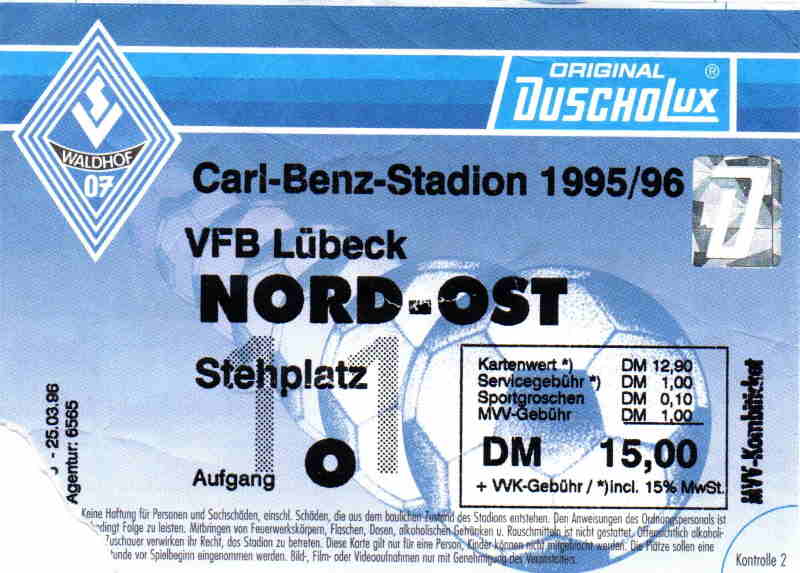 ORIGINAL ®
DUSCHOLUX
SV
WALDHOF
07
Carl-Benz-Stadion 1995/96
VFB Lübeck
NORD-OST
11
Stehplatz
Aufgang O
- 25.03.96
Agentur: 6565
Kartenwert *) DM 12,90
Servicegebühr *) DM 1,00
Sportgroschen DM 0,10
MVV-Gebühr DM 1,00
DM 15,00
+ VVK-Gebühr / *)incl. 15% MwSt.
MVV-Kombiticket
Keine Haftung für Personen und Sachschäden, einschl. Schäden, die aus dem baulichen Zustand des Stadions entstehen. Den Anweisungen des Ordnungspersonals ist
Folge zu leisten. Mitbringen von Feuerwerkskörpern, Flaschen, Dosen, alkoholischen Getränken u. Rauschmitteln ist nicht gestattet. Offensichtlich alkoholi-
Zuschauer verwirken ihr Recht, das Stadion zu betreten. Diese Karte gilt nur für eine Person, Kinder können nicht mitgebracht werden. Die Plätze sollen eine
tunde vor Spielbeginn eingenommen werden. Bild-, Film- oder Videoaufnahmen nur mit Genehmigung des Veranstalters.
Kontrolle 2